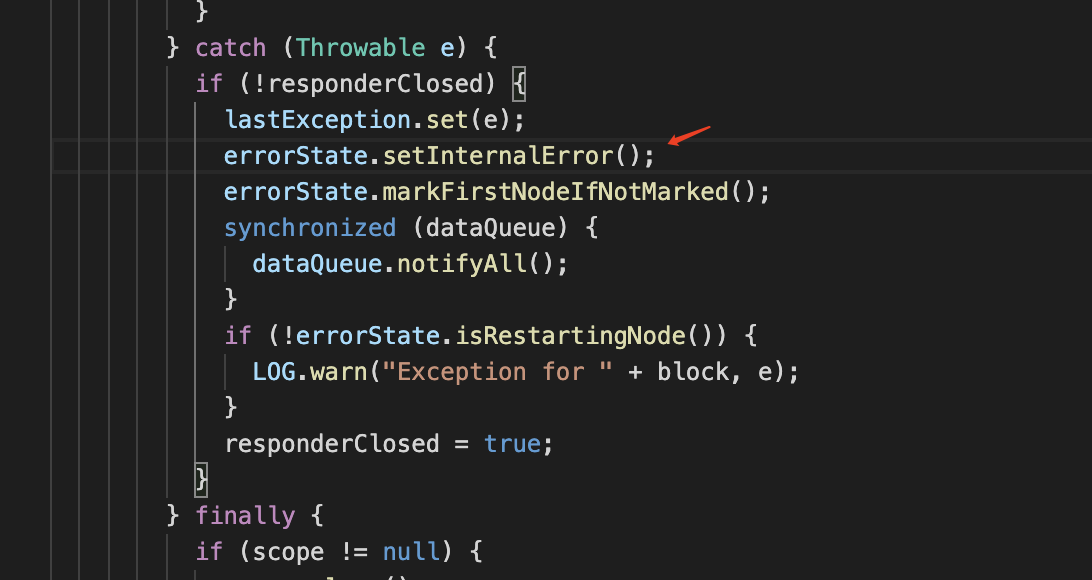 }
} catch (Throwable e) {
if (!responderClosed) {
lastException.set(e);
errorState.setInternalError();
errorState.markFirstNodeIfNotMarked();
synchronized (dataQueue) {
dataQueue.notifyAll();
}
if (!errorState.isRestartingNode()) {
LOG.warn("Exception for " + block, e);
}
responderClosed = true;
}
} finally {
if (scope != null) {